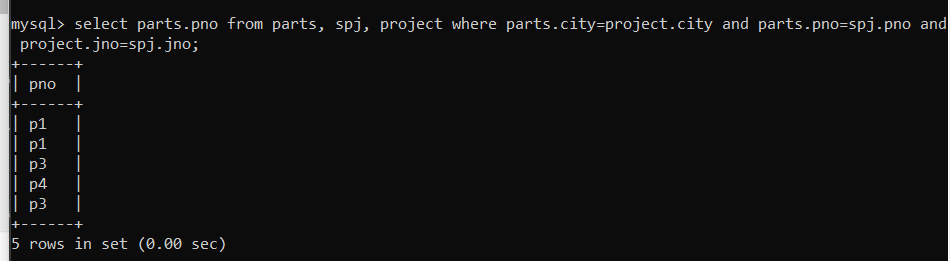 mysql> select parts.pno from parts, spj, project where parts.city=project.city and parts.pno=spj.pno and
 project.jno=spj.jno;
+------+
| pno  |
+------+
| p1   |
| p1   |
| p3   |
| p4   |
| p3   |
+------+
5 rows in set (0.00 sec)